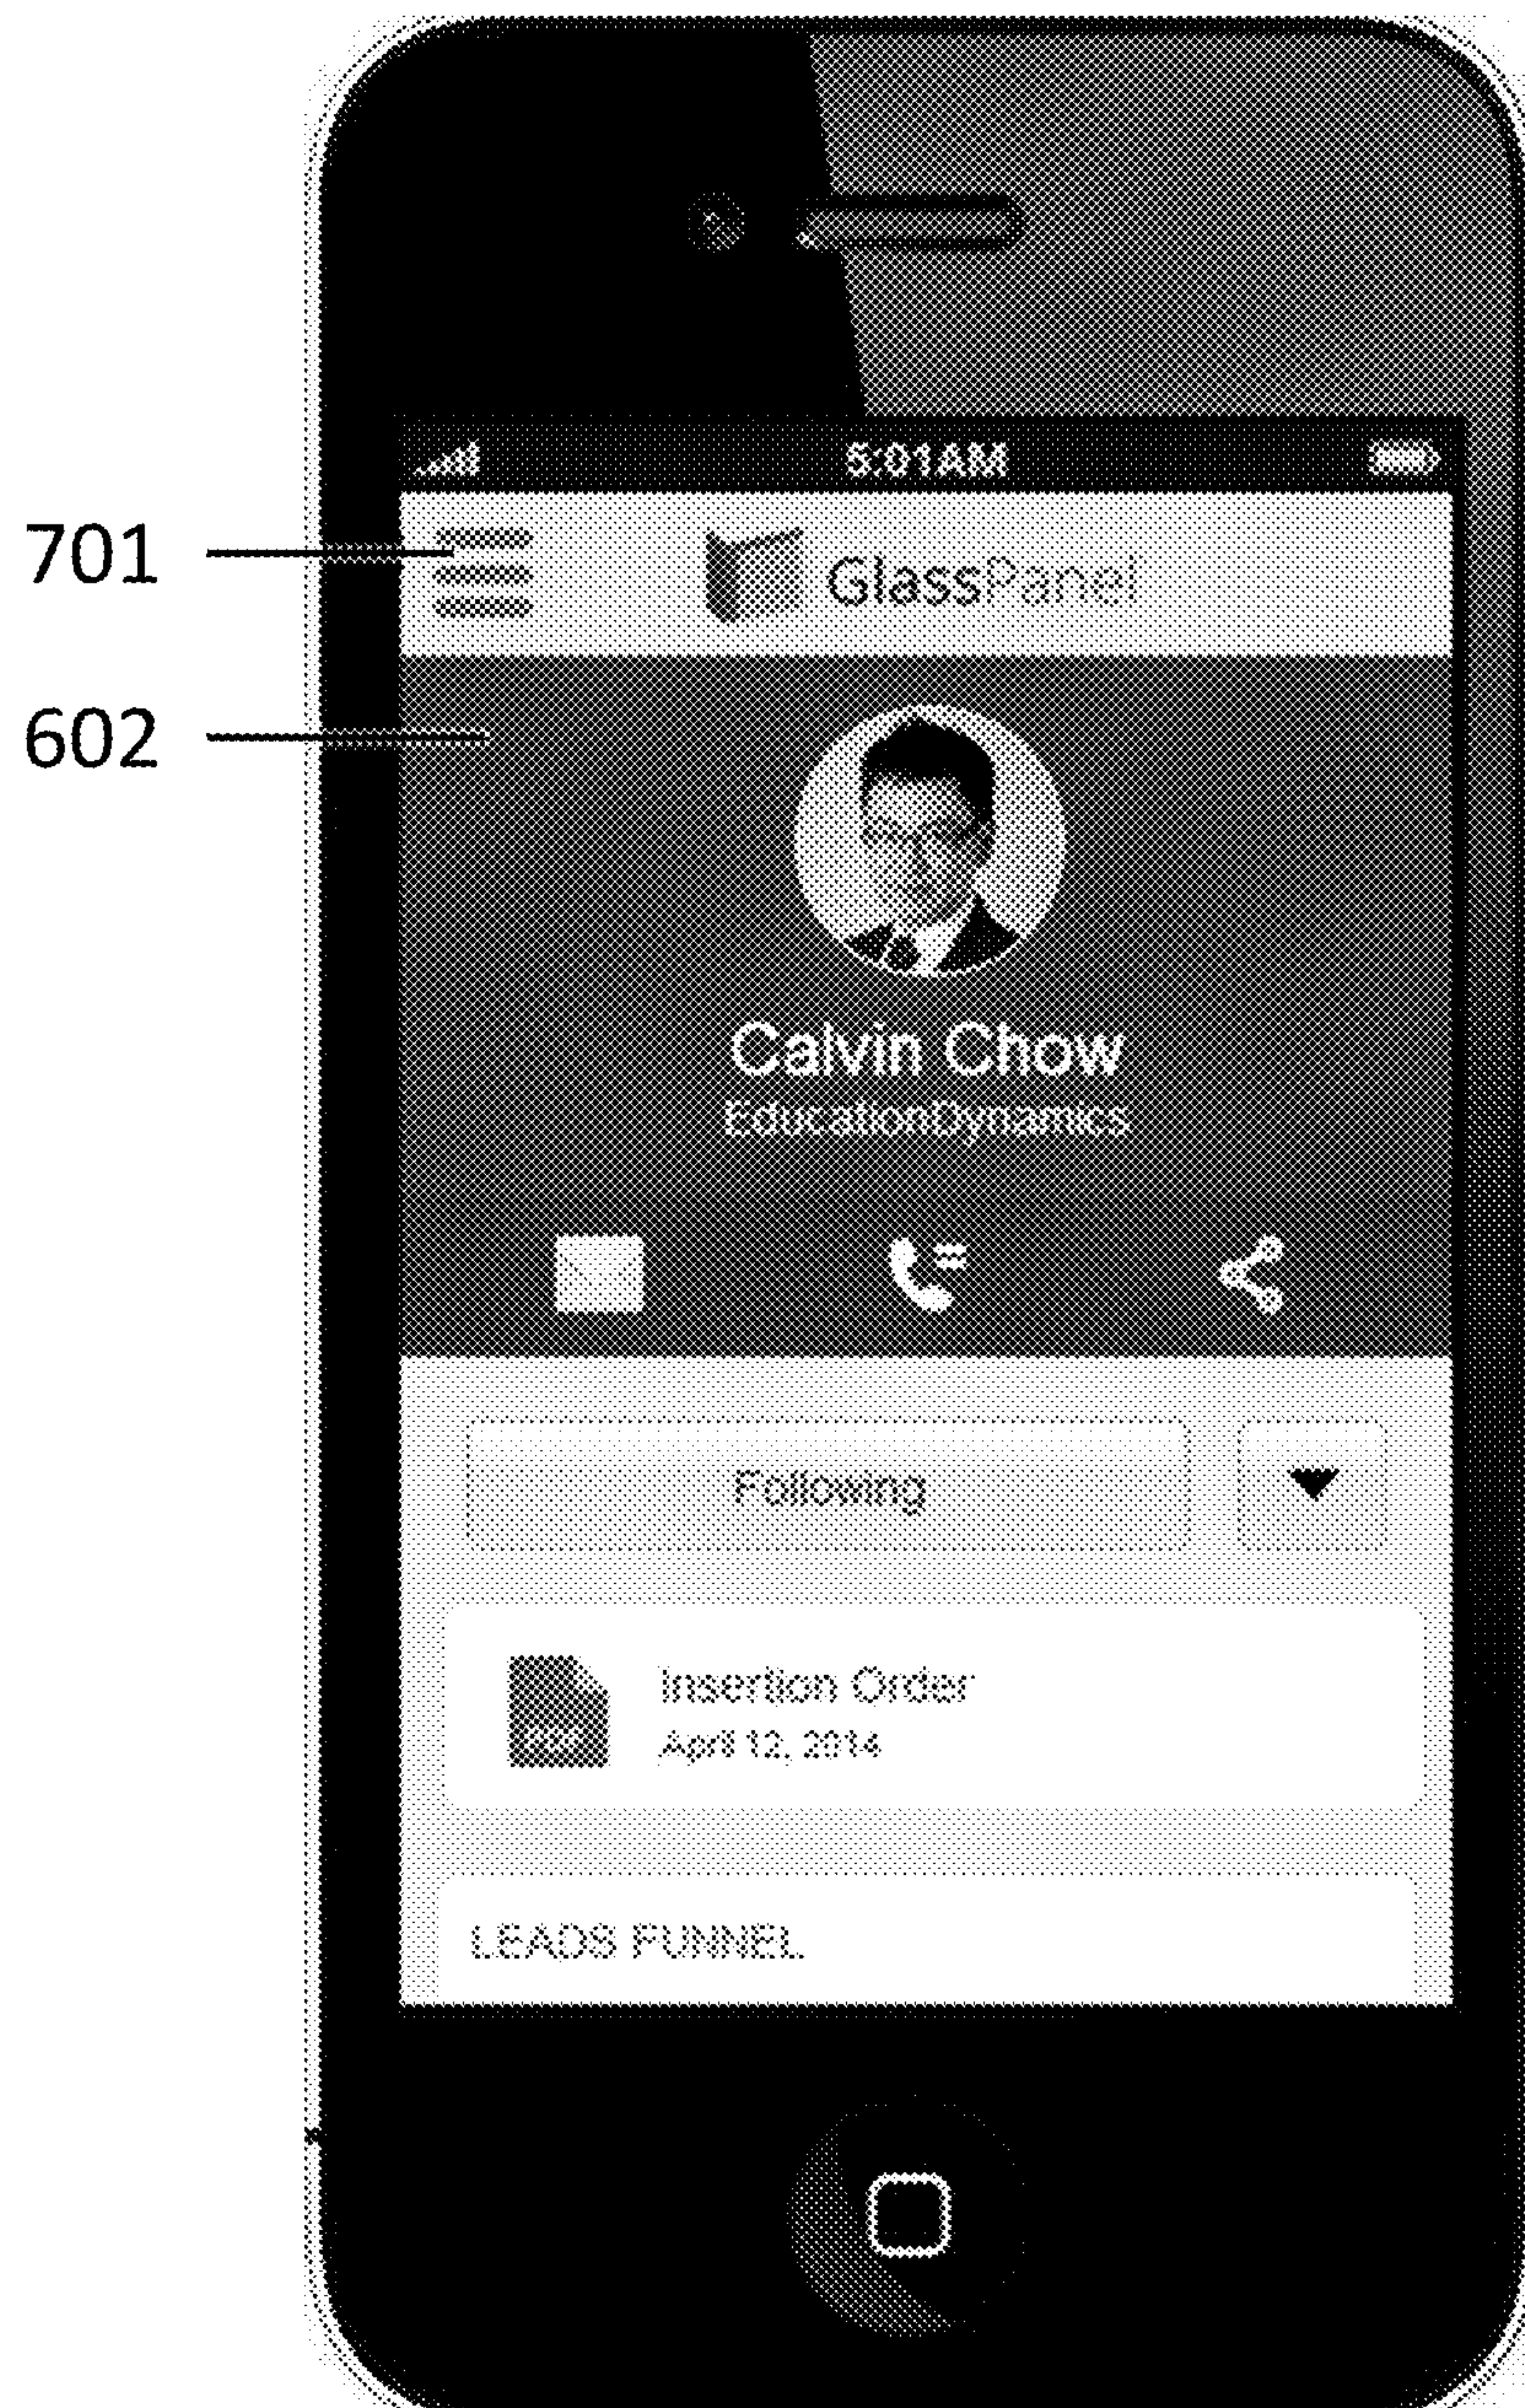 5:01AM
701
GlassPanel
602
Calvin Chow
EducationDynamics
Following
Insertion Order
April 12, 2014
LEADS FUNNEL